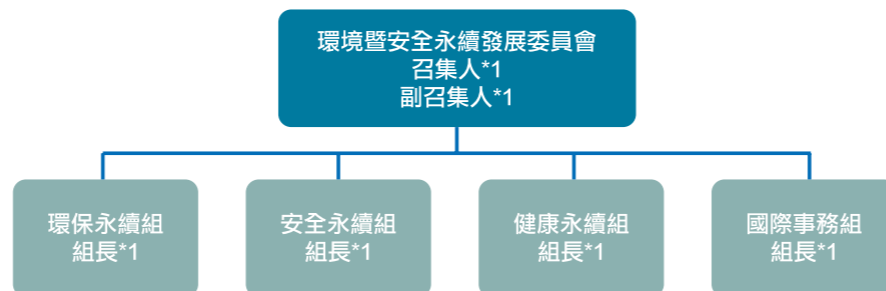 環境暨安全永續發展委員會
召集人*1
副召集人*1
環保永續組
組長*1
安全永續組
組長*1
健康永續組
組長*1
國際事務組
組長*1